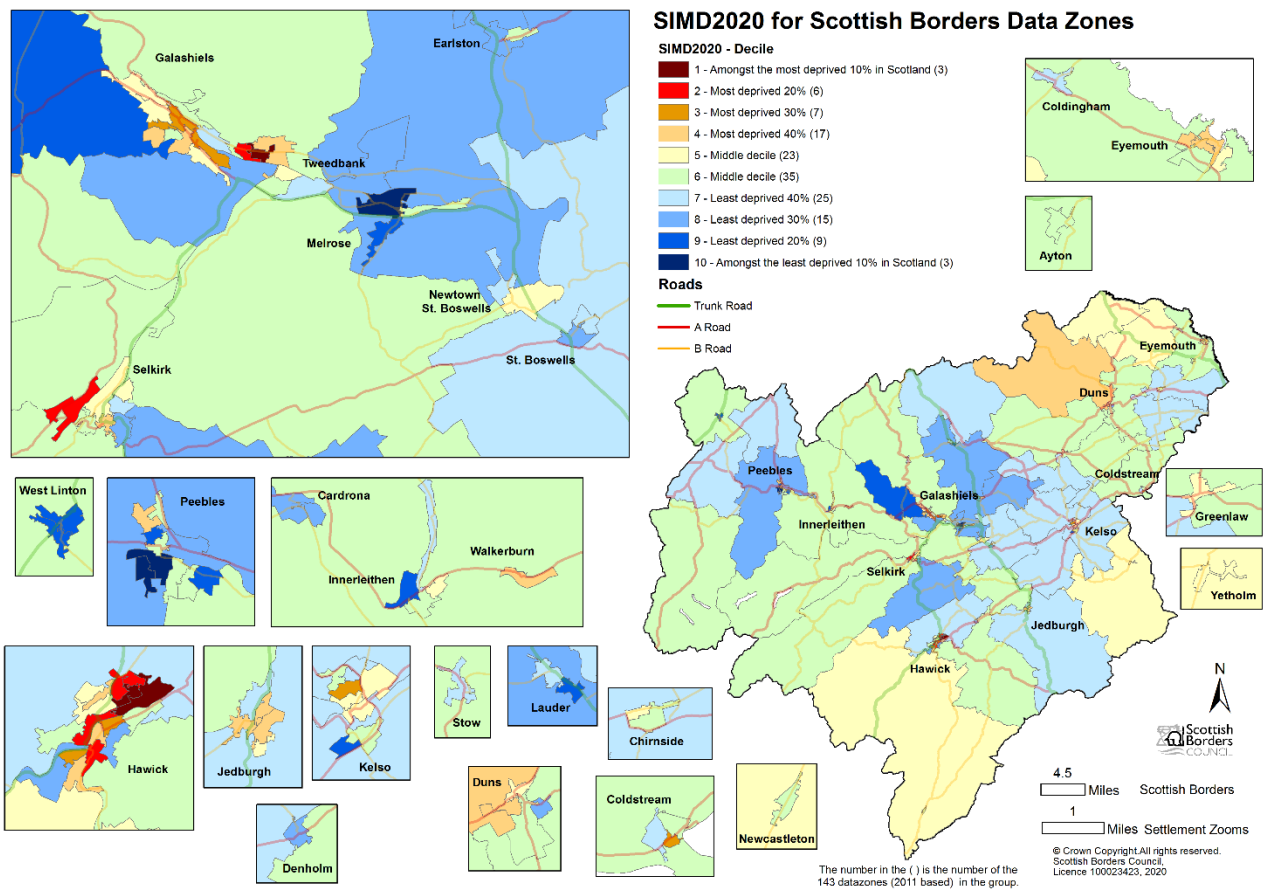 SIMD2020 for Scottish Borders Data Zones
SIMD2020 - Decile
1 - Amongst the most deprived 10% in Scotland (3)
2 - Most deprived 20% (6)
3 - Most deprived 30% (7)
4 - Most deprived 40% (17)
5 - Middle decile (23)
6 - Middle decile (35)
7 - Least deprived 40% (25)
8 - Least deprived 30% (15)
9 - Least deprived 20% (9)
10 - Amongst the least deprived 10% in Scotland (3)
Roads
Trunk Road
A Road
B Road
Galashiels
Earlston
Tweedbank
Melrose
Newtown
St. Boswells
St. Boswells
Selkirk
Coldingham
Eyemouth
Ayton
Eyemouth
Duns
Coldstream
Peebles
Galashiels
Innerleithen
Kelso
Selkirk
Jedburgh
Hawick
Greenlaw
Yetholm
West Linton
Peebles
Cardrona
Walkerburn
Innerleithen
Hawick
Jedburgh
Kelso
Stow
Lauder
Chirnside
Denholm
Duns
Coldstream
Newcastleton
N
Scottish
Borders
COUNCIL
4.5
Miles Scottish Borders
1
Miles Settlement Zooms
© Crown Copyright.All rights reserved.
Scottish Borders Council,
Licence 100023423, 2020
The number in the ( ) is the number of the
143 datazones (2011 based) in the group.